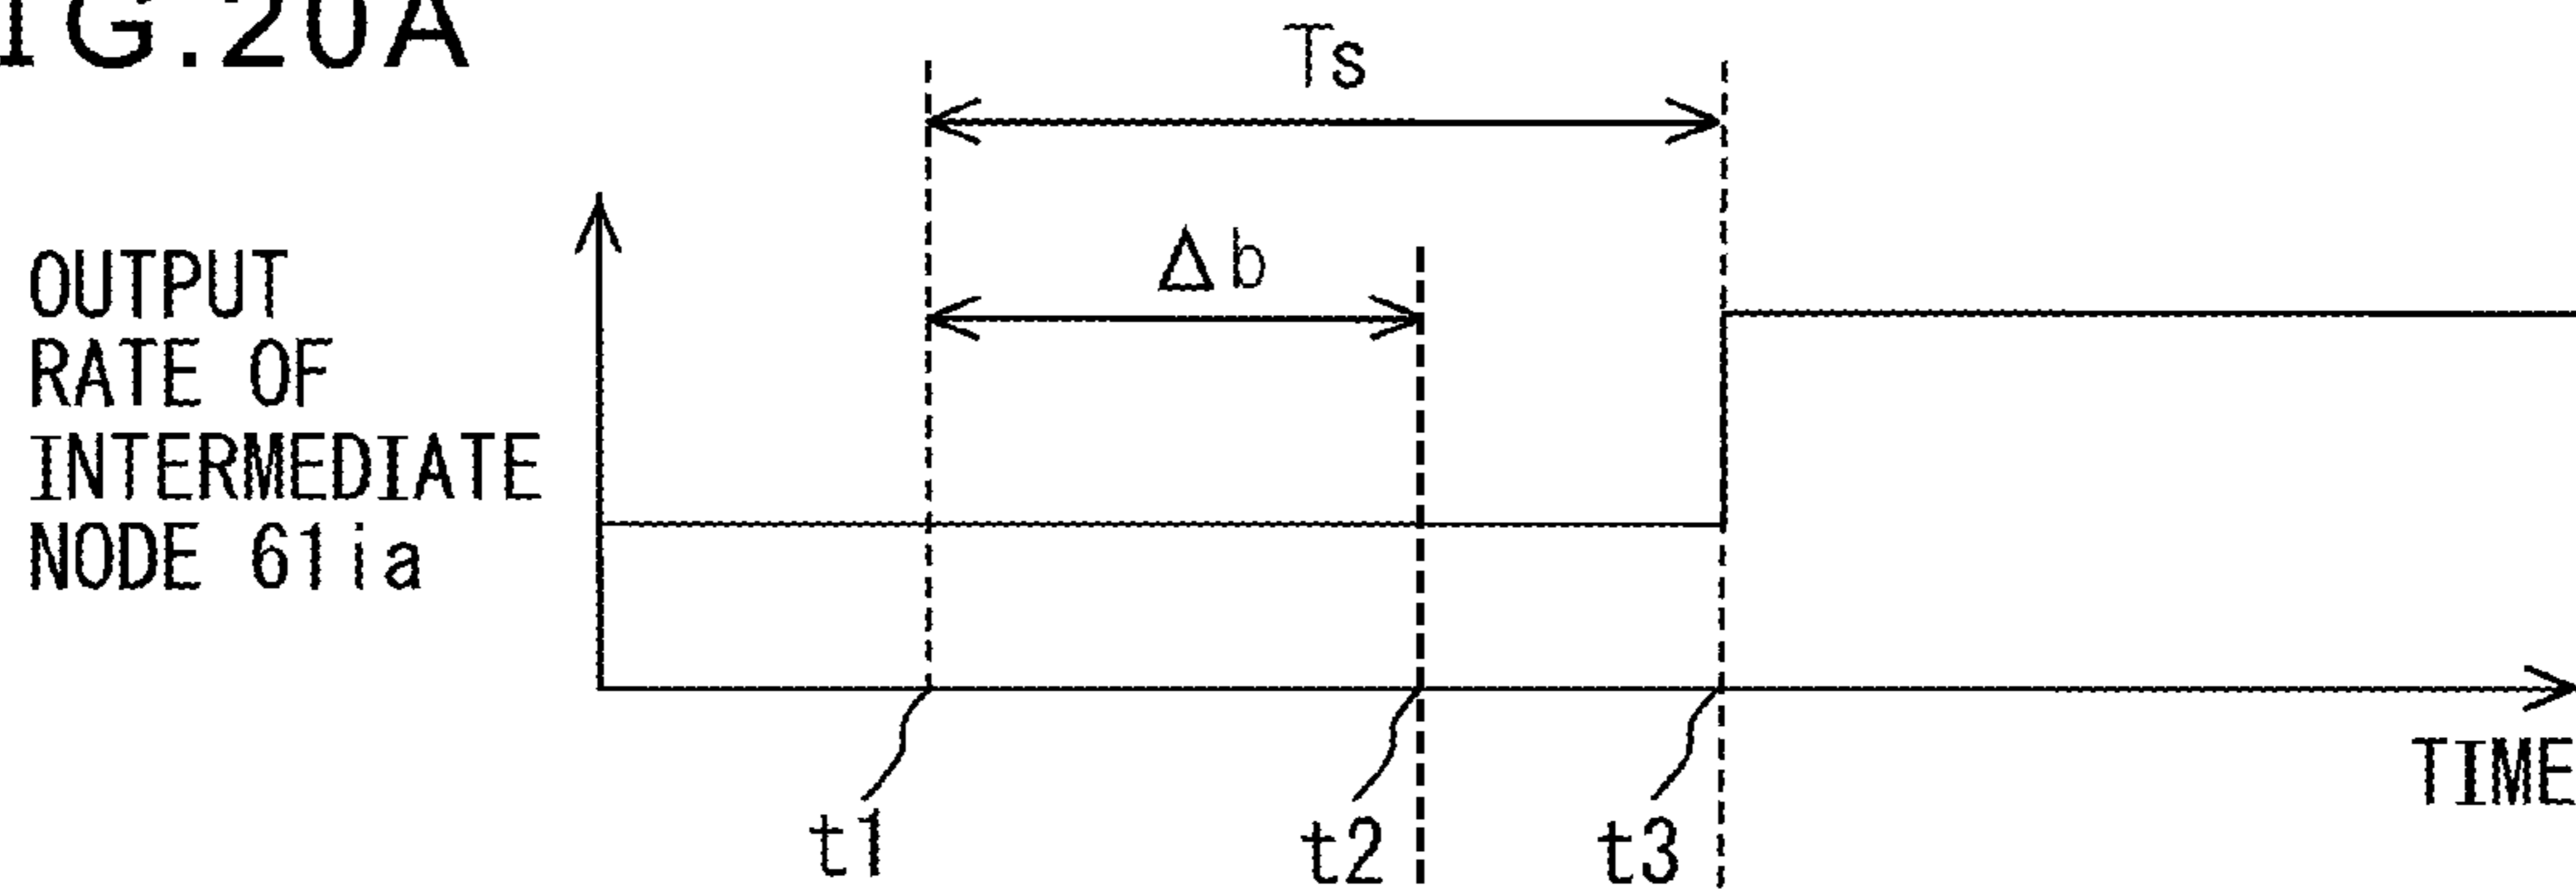 IG.20A
Ts
Δb
OUTPUT
RATE OF
INTERMEDIATE
NODE 61ia
TIME
t1
t2
t3